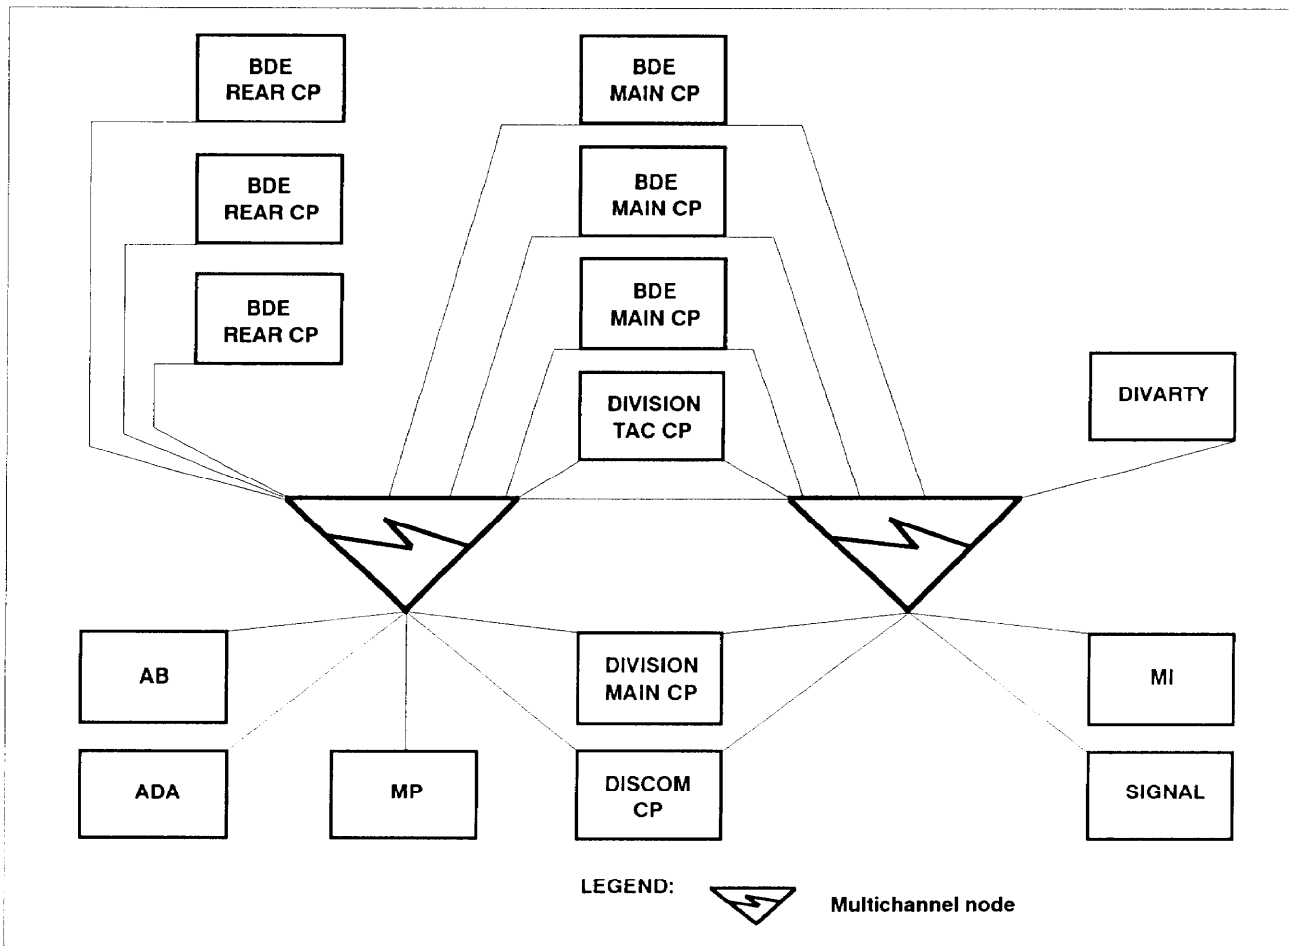 BDE
REAR CP
BDE
MAIN CP
BDE
REAR CP
BDE
MAIN CP
BDE
REAR CP
BDE
MAIN CP
DIVISION
TAC CP
DIVARTY
AB
DIVISION
MAIN CP
MI
ADA
MP
DISCOM
CP
SIGNAL
LEGEND:
Multichannel node